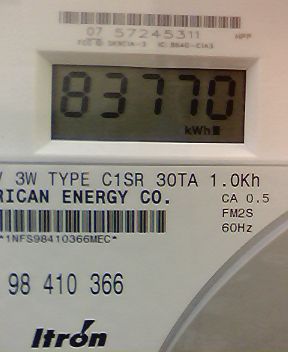 07 57245311
83770
kWh
V 3W TYPE C1SR 30TA 1.0Kh
RICAN ENERGY CO.
CA 0.5
FM2S
60Hz
*1NFS98410366MEC*
98 410 366
Itron